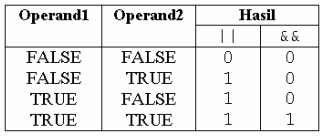 Operand1 Operand2 Hasil
|| &&
FALSE FALSE 0 0
FALSE TRUE 1 0
TRUE FALSE 1 0
TRUE TRUE 1 1